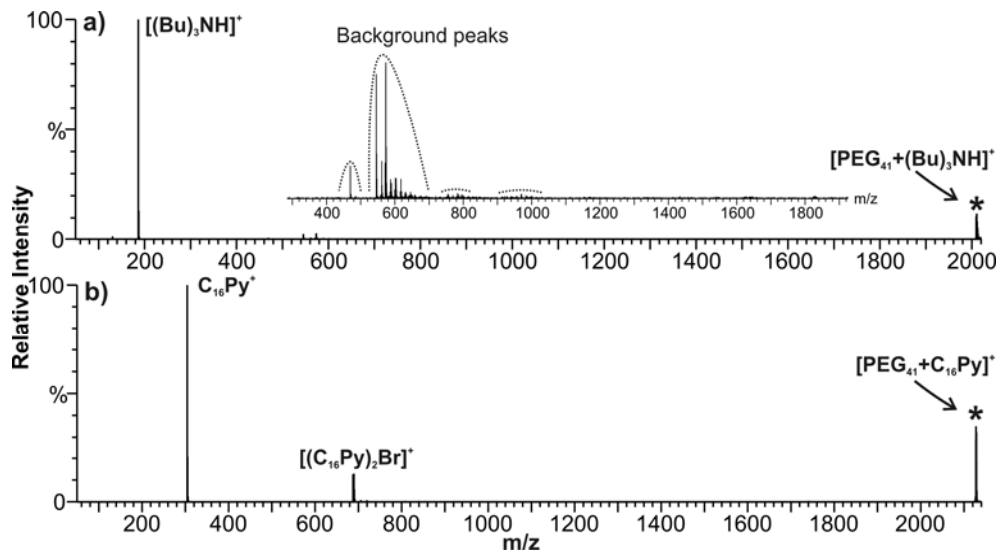 a)
100
[(Bu)₃NH]⁺
Background peaks
%
[PEG₄₁+(Bu)₃NH]⁺
*
400 600 800 1000 1200 1400 1600 1800 m/z
0
200 400 600 800 1000 1200 1400 1600 1800 2000
Relative Intensity
b)
100
C₁₆Py⁺
[PEG₄₁+C₁₆Py]⁺
%
*
[(C₁₆Py)₂Br]⁺
0
200 400 600 800 1000 1200 1400 1600 1800 2000
m/z